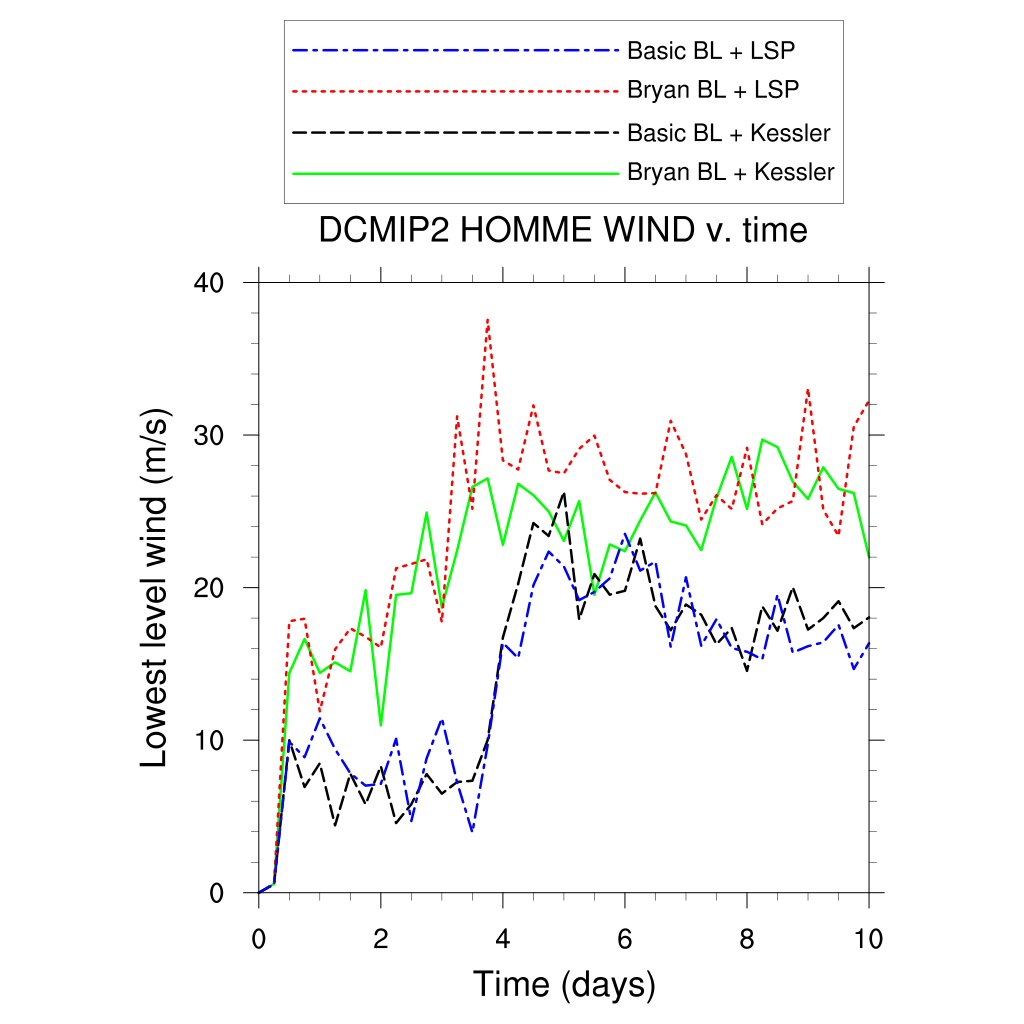 Basic BL + LSP
Bryan BL + LSP
Basic BL + Kessler
Bryan BL + Kessler
DCMIP2 HOMME WIND v. time
40
30
20
10
0
Lowest level wind (m/s)
0 2 4 6 8 10
Time (days)